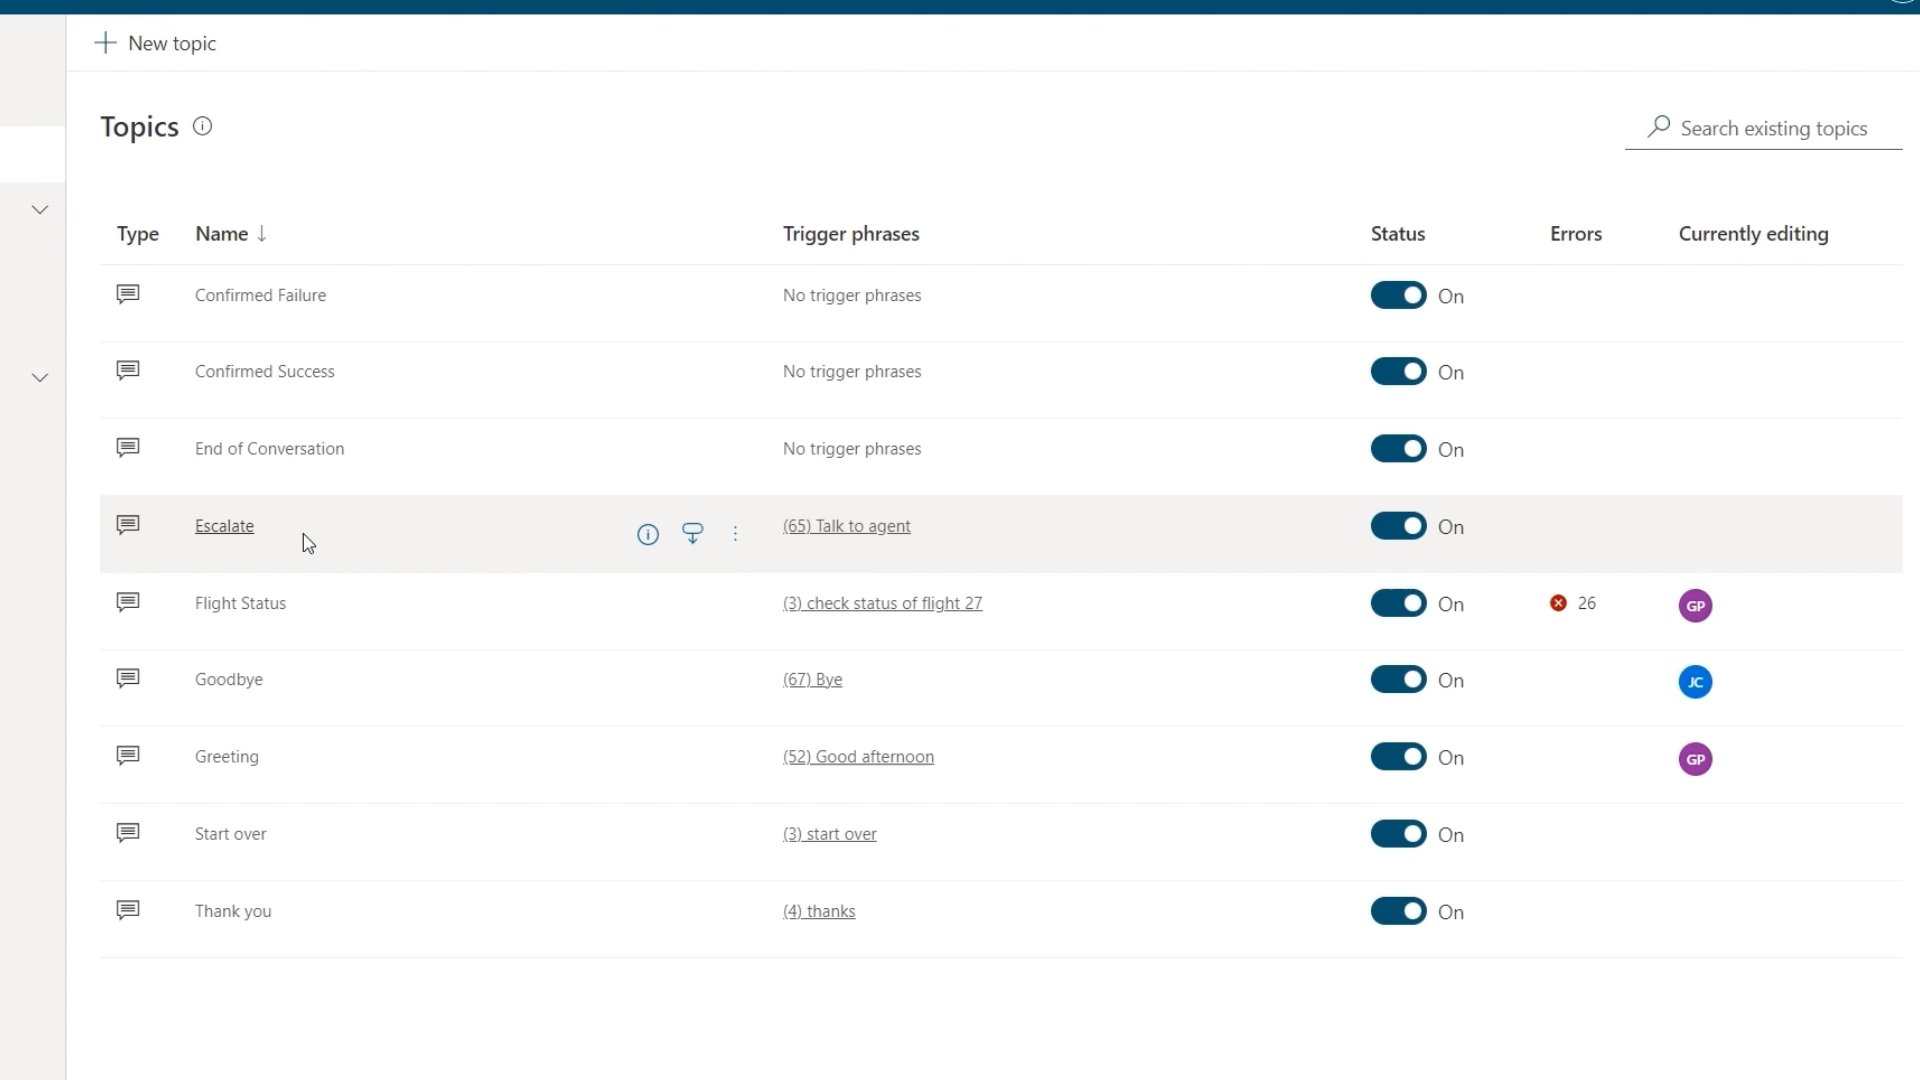 New topic
Topics
Search existing topics
Type Name Trigger phrases Status Errors Currently editing
Confirmed Failure No trigger phrases On
Confirmed Success No trigger phrases On
End of Conversation No trigger phrases On
Escalate (65) Talk to agent On
Flight Status (3) check status of flight 27 On 26 GP
Goodbye (67) Bye On JC
Greeting (52) Good afternoon On GP
Start over (3) start over On
Thank you (4) thanks On